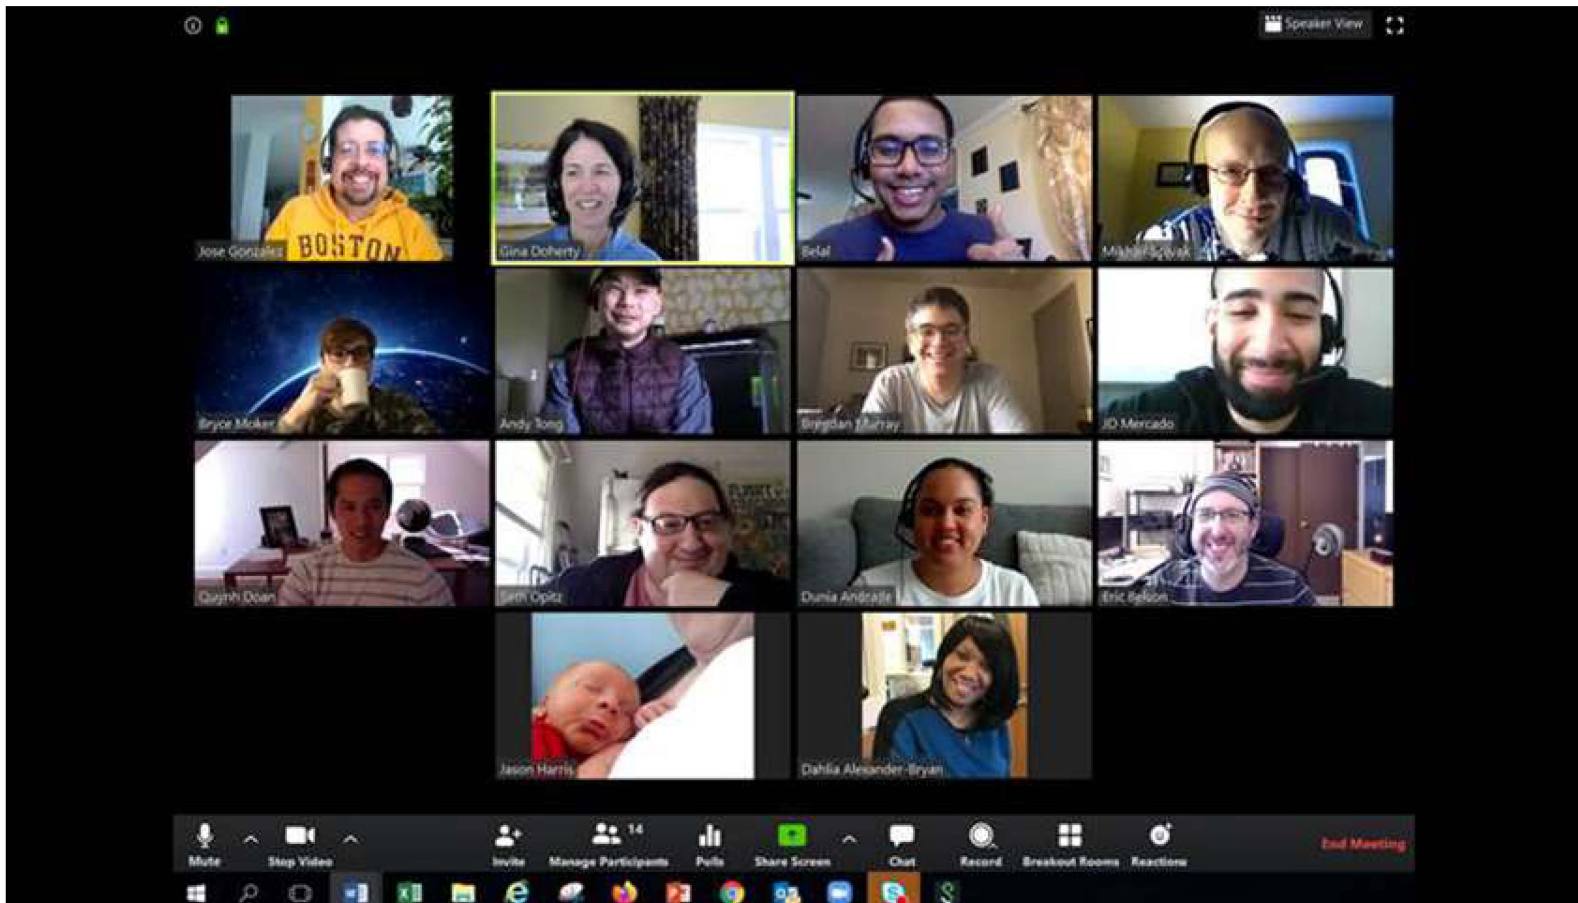 Speaker View
Jose Gonzalez
BOSTON
Gina Doherty
Belal
Bryce Moker
Andy Tong
Brendan Murray
JD Mercado
Quynh Doan
Seth Opitz
Dunia Andrade
Eric Belson
Jason Harris
Dahlia Alexander-Bryan
Mute
Stop Video
Invite
14
Manage Participants
Polls
Share Screen
Chat
Record
Breakout Rooms
Reactions
End Meeting